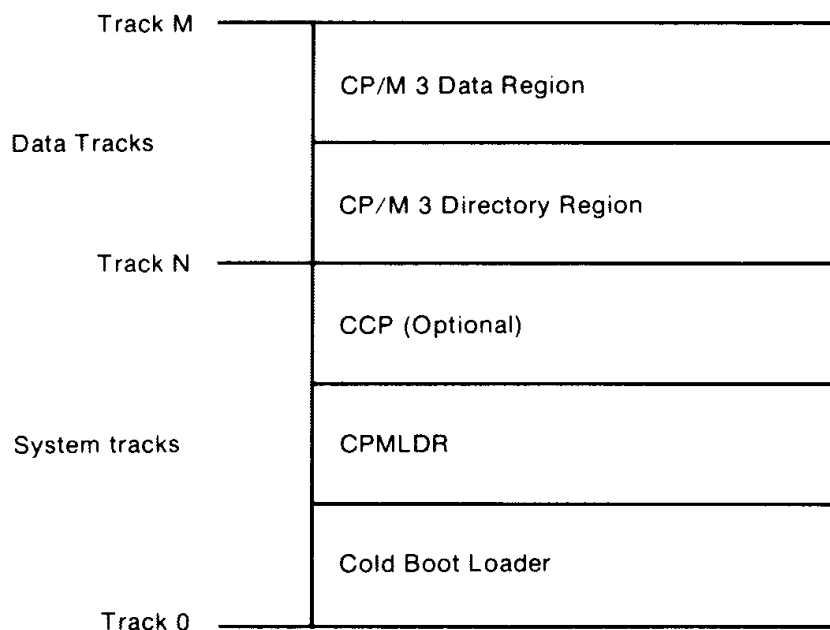 Track M
CP/M 3 Data Region
Data Tracks
CP/M 3 Directory Region
Track N
CCP (Optional)
System tracks
CPMLDR
Cold Boot Loader
Track 0